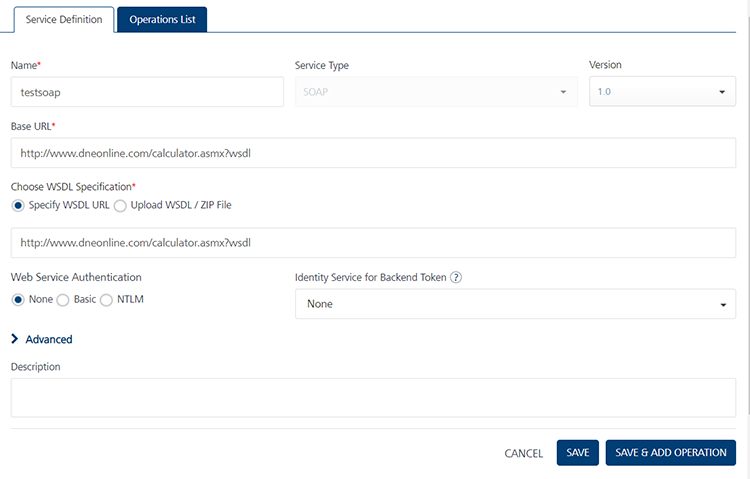 Service Definition Operations List
Name* Service Type Version
testsoap SOAP 1.0
Base URL*
http://www.dneonline.com/calculator.asmx?wsdl
Choose WSDL Specification*
Specify WSDL URL Upload WSDL / ZIP File
http://www.dneonline.com/calculator.asmx?wsdl
Web Service Authentication Identity Service for Backend Token ?
None Basic NTLM None
Advanced
Description
CANCEL SAVE SAVE & ADD OPERATION